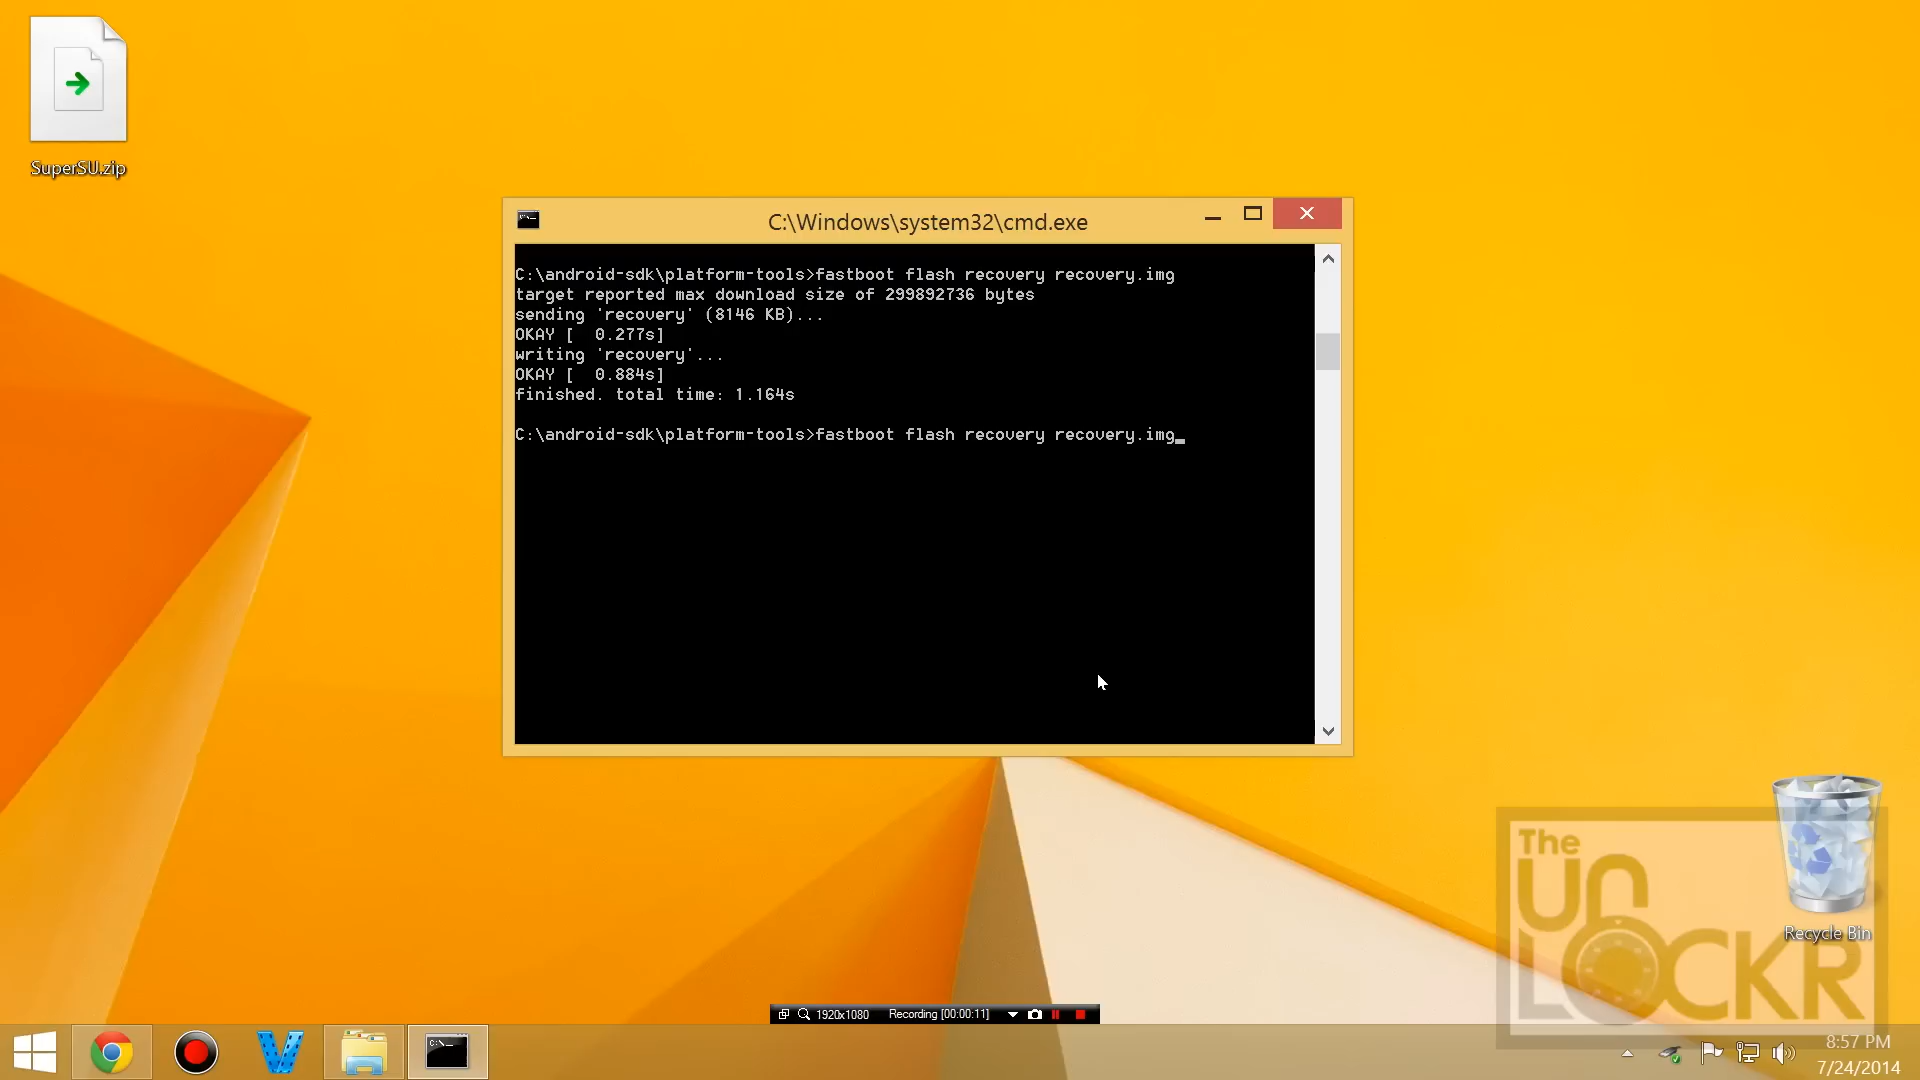 SuperSU.zip
C:\Windows\system32\cmd.exe
C:\android-sdk\platform-tools>fastboot flash recovery recovery.img
target reported max download size of 299892736 bytes
sending 'recovery' (8146 KB)...
OKAY [  0.277s]
writing 'recovery'...
OKAY [  0.884s]
finished. total time: 1.164s
C:\android-sdk\platform-tools>fastboot flash recovery recovery.img_
The
UNLOCKR
Recycle Bin
1920x1080 Recording [00:00:11]
8:57 PM
7/24/2014